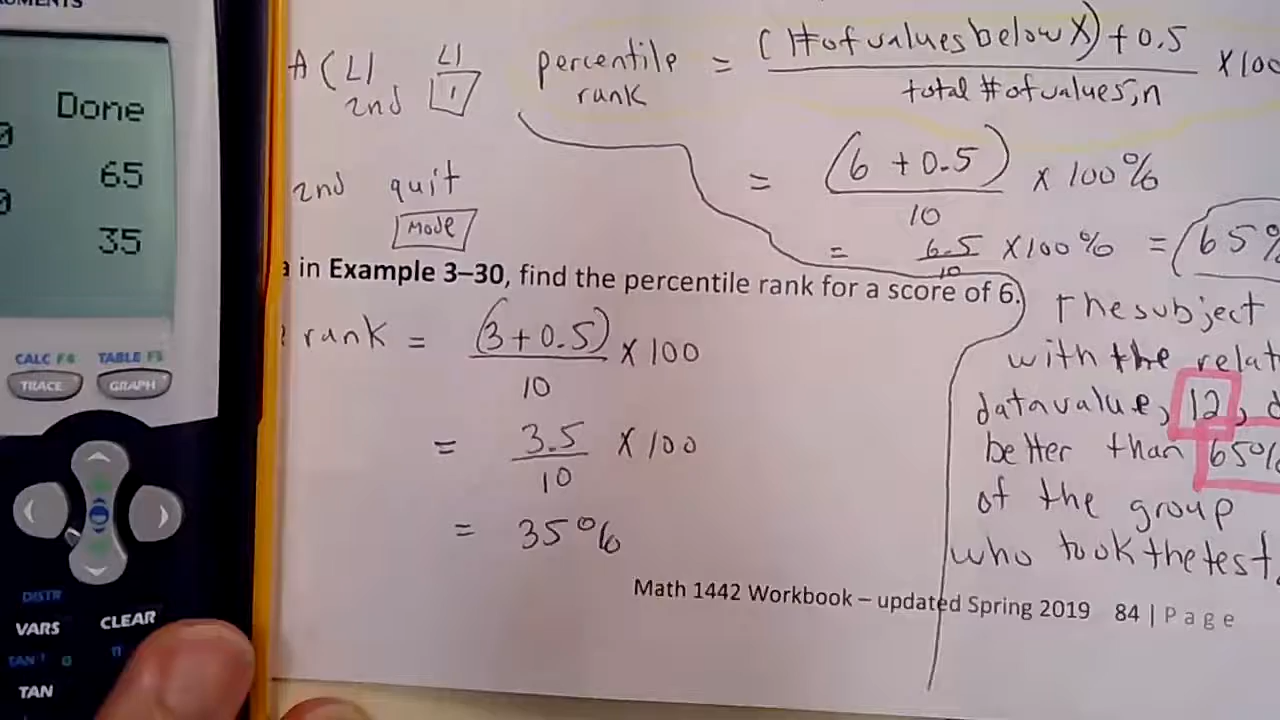 Done
65
35
CALC F4 TABLE F5
TRACE GRAPH
DISTR
VARS CLEAR
TAN
A (L1
2nd L1 1
2nd quit
MODE
percentile rank = (#of values below X) + 0.5
total # of values, n
X 100
= (6 + 0.5) x 100%
10
= 6.5 x 100% = 65%
10
a in Example 3–30, find the percentile rank for a score of 6.
rank = (3 + 0.5) x 100
10
= 3.5 x 100
10
= 35%
The subject
with the relat
data value, 12, d
better than 65%
of the group
who took the test.
Math 1442 Workbook – updated Spring 2019 84 | Page